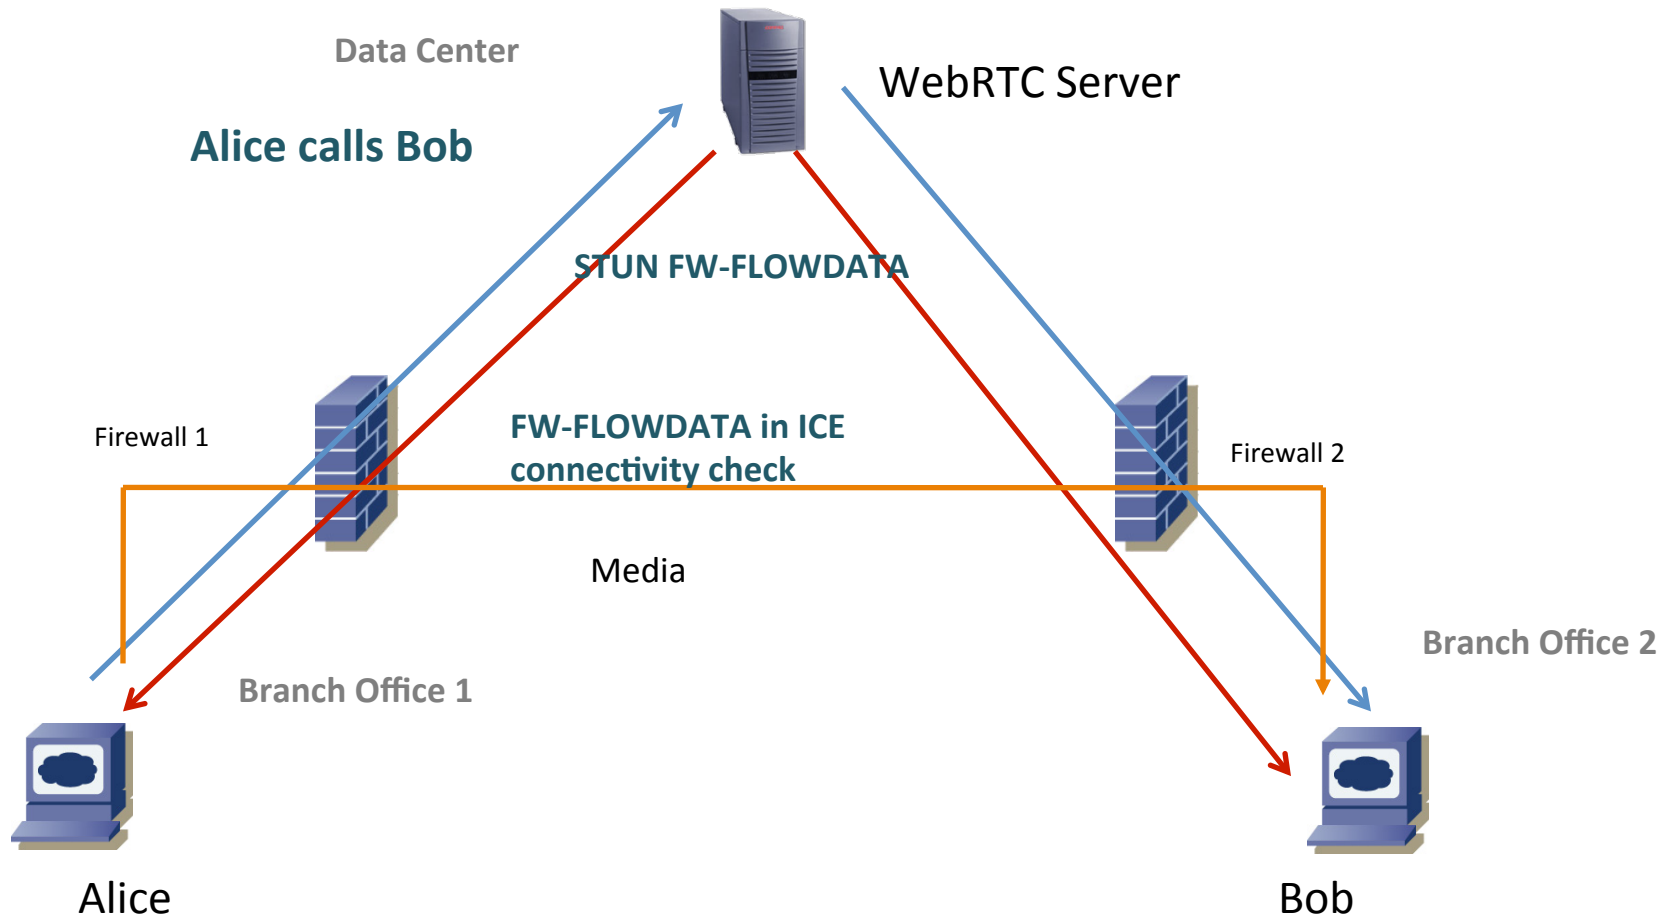 Data Center
WebRTC Server
Alice calls Bob
STUN FW-FLOWDATA
FW-FLOWDATA in ICE
connectivity check
Firewall 1
Firewall 2
Media
Branch Office 2
Branch Office 1
Alice
Bob